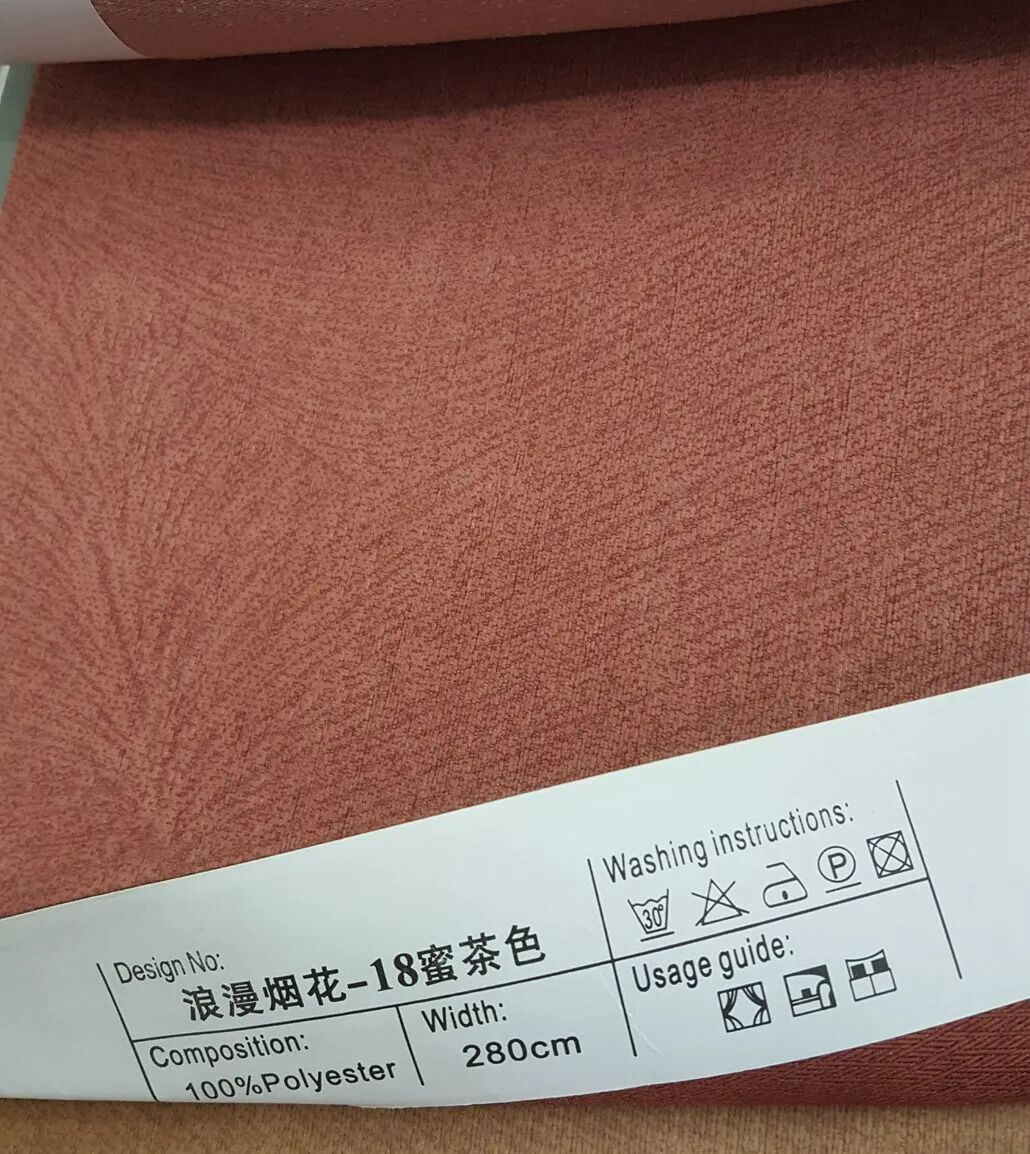 Design No:
浪漫烟花-18蜜茶色
Composition:
100%Polyester
Width:
280cm
Washing instructions:
30°
P
Usage guide: